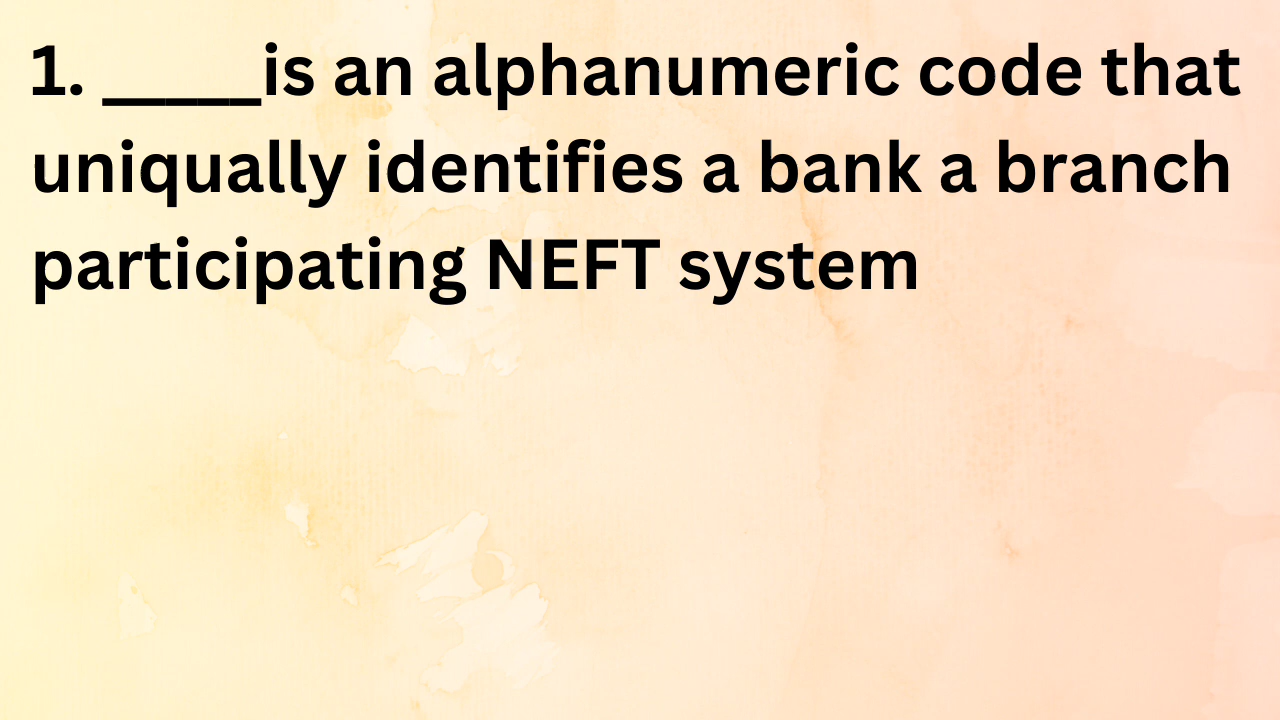 1. _____is an alphanumeric code that
uniqually identifies a bank a branch
participating NEFT system